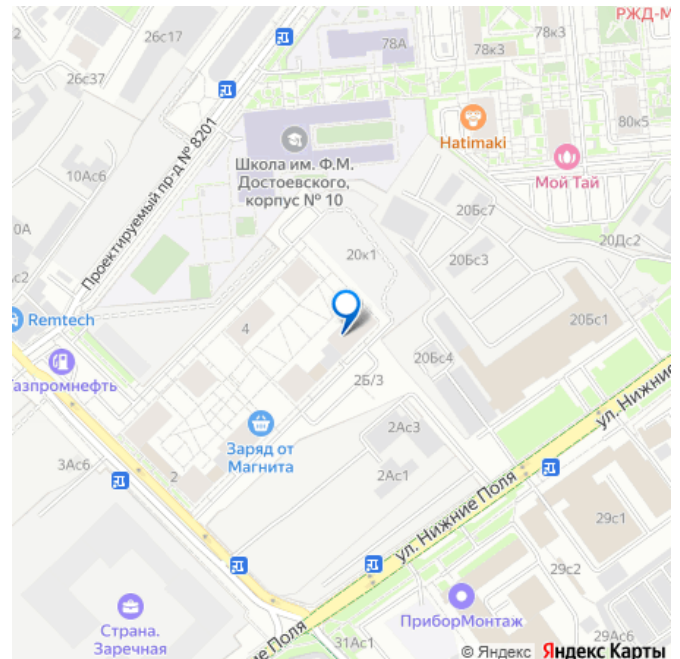 РЖД-М
26с17
78А
78к3
78к3
26с37
80к5
Hatimaki
Проектируемый пр-д № 8201
Школа им. Ф.М.
Достоевского,
корпус № 10
Мой Тай
10Ас6
20Бс7
0А
20Дс2
20к1
20Бс3
с2
Remtech
4
20Бс1
20Бс4
Газпромнефть
2Б/3
ул. Нижние
Заряд от
Магнита
2Ас3
3Ас6
2
2Ас1
ул. Нижние Поля
29с1
29с2
Страна.
Заречная
ПриборМонтаж
Нижние Поля
31Ас1
29Ас6
© Яндекс Яндекс Карты